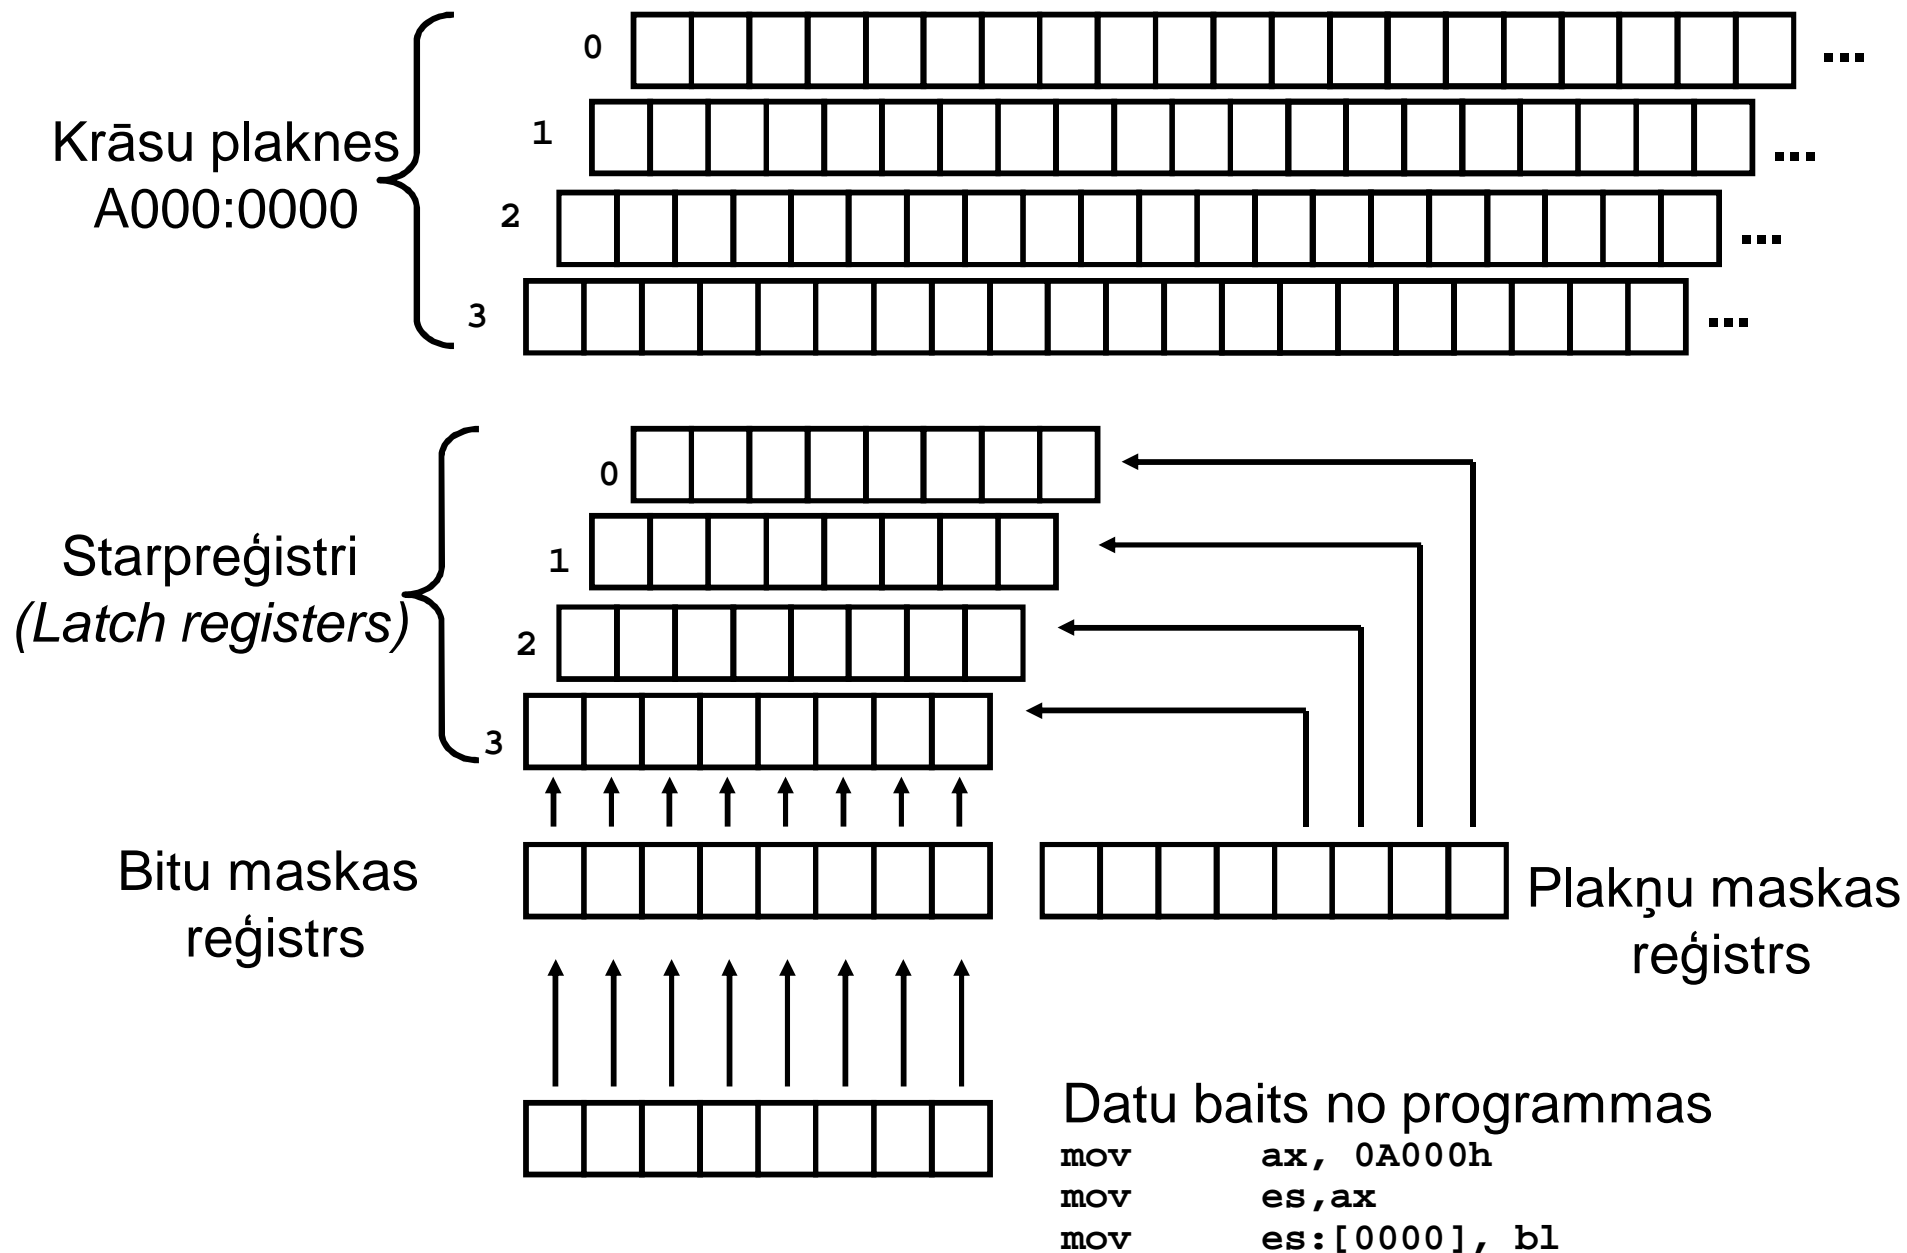 0
...
1
...
Krāsu plaknes
A000:0000
2
...
3
...
0
1
Starpreģistri
(Latch registers)
2
3
Bitu maskas
reģistrs
Plakņu maskas
reģistrs
Datu baits no programmas
mov ax, 0A000h
mov es,ax
mov es:[0000], bl